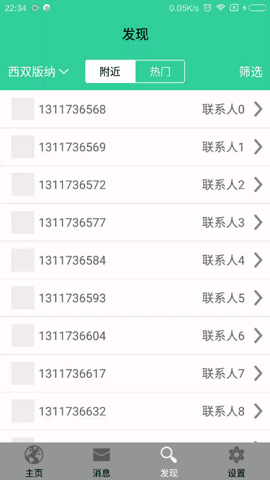 22:34 0.05K/s
发现
西双版纳 附近 热门 筛选
1311736568 联系人0
1311736569 联系人1
1311736572 联系人2
1311736577 联系人3
1311736584 联系人4
1311736593 联系人5
1311736604 联系人6
1311736617 联系人7
1311736632 联系人8
主页 消息 发现 设置